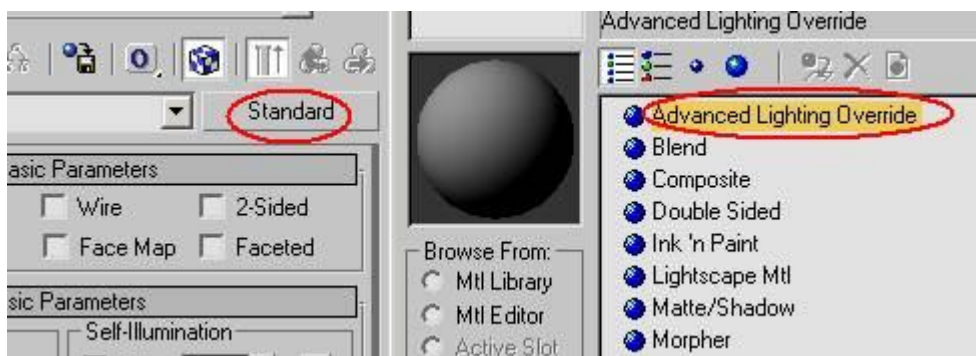 Standard
asic Parameters
Wire
2-Sided
Face Map
Faceted
sic Parameters
Self-Illumination
Browse From:
Mtl Library
Mtl Editor
Active Slot
Advanced Lighting Override
Advanced Lighting Override
Blend
Composite
Double Sided
Ink 'n Paint
Lightscape Mtl
Matte/Shadow
Morpher